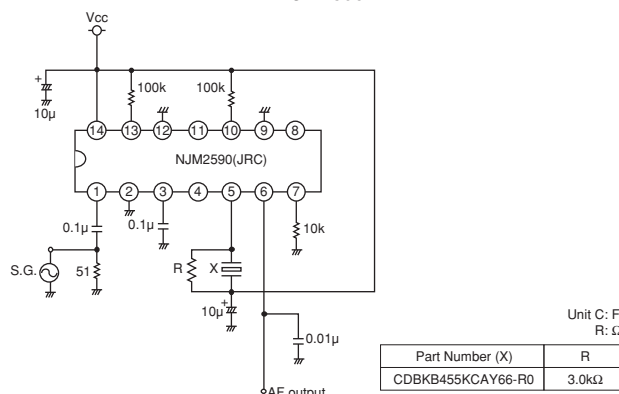 Vcc
100k
100k
+
10µ
14 13 12 11 10 9 8
NJM2590(JRC)
1 2 3 4 5 6 7
0.1µ
0.1µ
10k
S.G.
51
R
X
10µ
+
0.01µ
AF output
Unit C: F
R: Ω
Part Number (X) R
CDBKB455KCAY66-R0 3.0kΩ